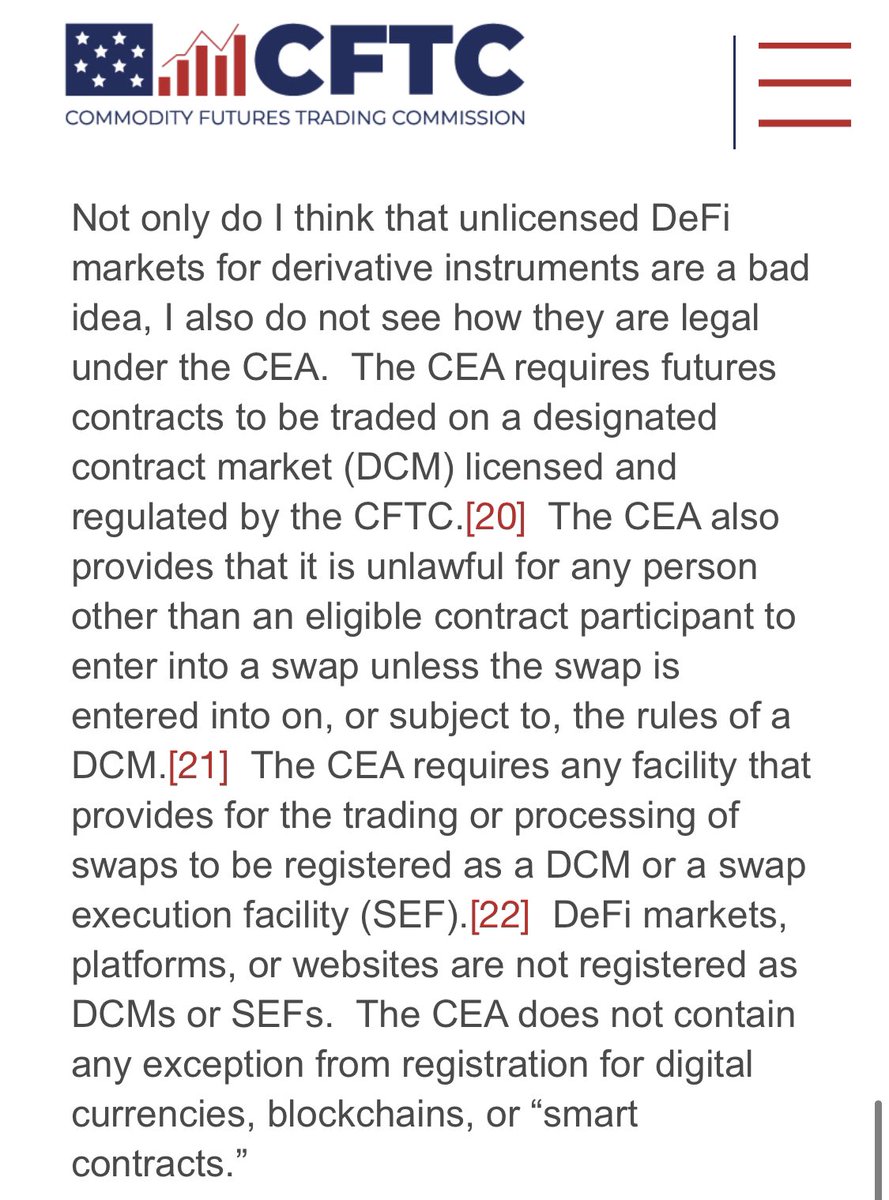 CFTC
COMMODITY FUTURES TRADING COMMISSION
Not only do I think that unlicensed DeFi
markets for derivative instruments are a bad
idea, I also do not see how they are legal
under the CEA.  The CEA requires futures
contracts to be traded on a designated
contract market (DCM) licensed and
regulated by the CFTC.[20]  The CEA also
provides that it is unlawful for any person
other than an eligible contract participant to
enter into a swap unless the swap is
entered into on, or subject to, the rules of a
DCM.[21]  The CEA requires any facility that
provides for the trading or processing of
swaps to be registered as a DCM or a swap
execution facility (SEF).[22]  DeFi markets,
platforms, or websites are not registered as
DCMs or SEFs.  The CEA does not contain
any exception from registration for digital
currencies, blockchains, or “smart
contracts.”